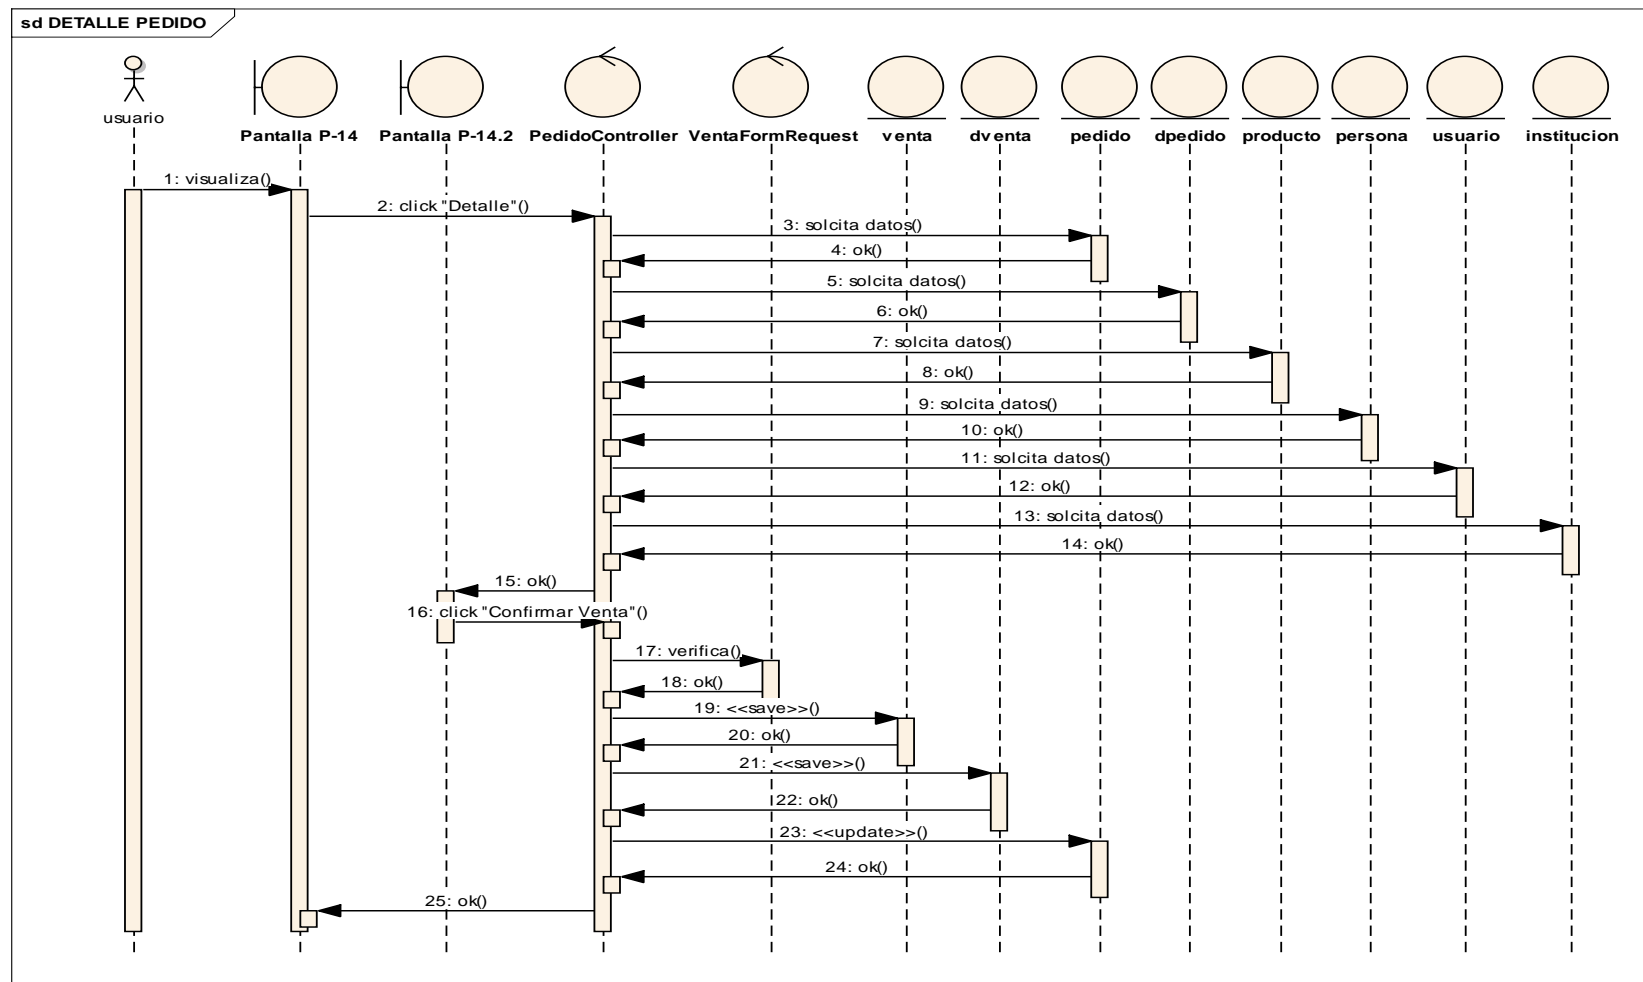 sd DETALLE PEDIDO
usuario
Pantalla P-14
Pantalla P-14.2
PedidoController
VentaFormRequest
venta
dventa
pedido
dpedido
producto
persona
usuario
institucion
1: visualiza()
2: click "Detalle"()
3: solcita datos()
4: ok()
5: solcita datos()
6: ok()
7: solcita datos()
8: ok()
9: solcita datos()
10: ok()
11: solcita datos()
12: ok()
13: solcita datos()
14: ok()
15: ok()
16: click "Confirmar Venta"()
17: verifica()
18: ok()
19: <<save>>()
20: ok()
21: <<save>>()
22: ok()
23: <<update>>()
24: ok()
25: ok()